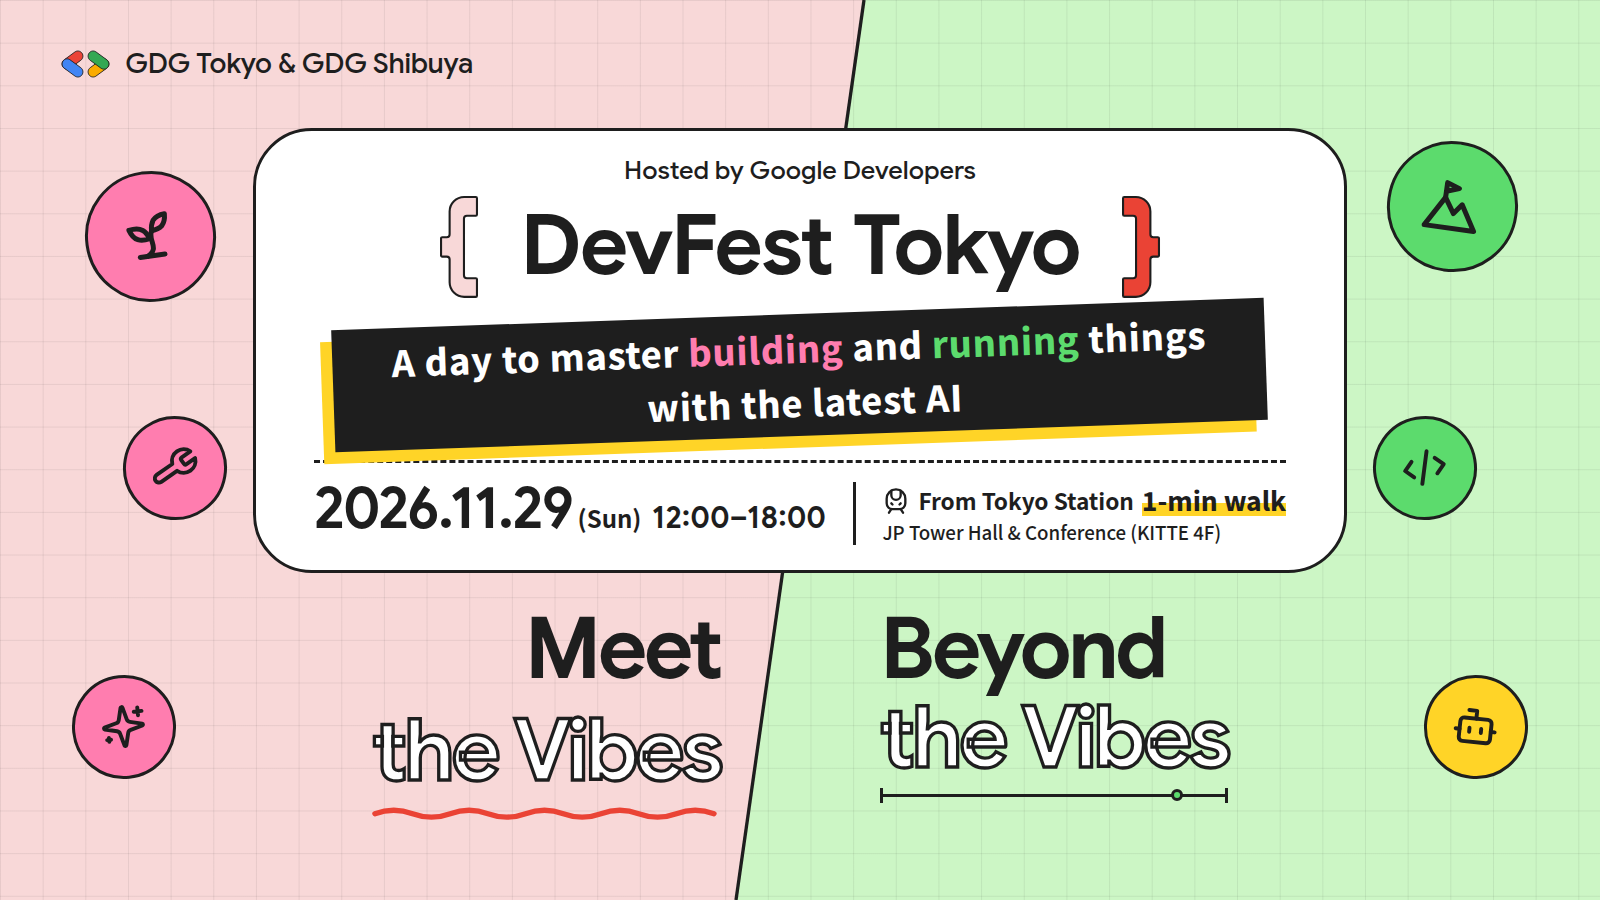 GDG Tokyo & GDG Shibuya
Hosted by Google Developers
{ DevFest Tokyo }
A day to master building and running things
with the latest AI
2026.11.29 (Sun) 12:00–18:00
From Tokyo Station 1-min walk
JP Tower Hall & Conference (KITTE 4F)
Meet
the Vibes
Beyond
the Vibes